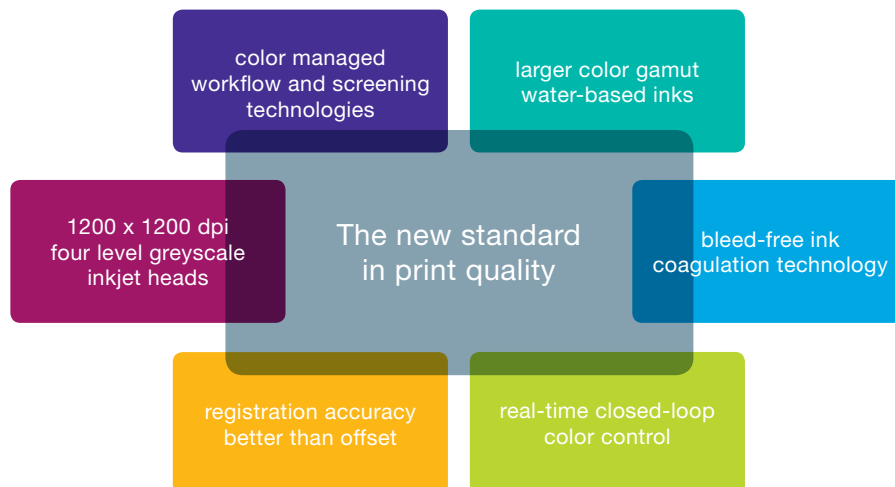 color managed
workflow and screening
technologies
larger color gamut
water-based inks
1200 x 1200 dpi
four level greyscale
inkjet heads
The new standard
in print quality
bleed-free ink
coagulation technology
registration accuracy
better than offset
real-time closed-loop
color control